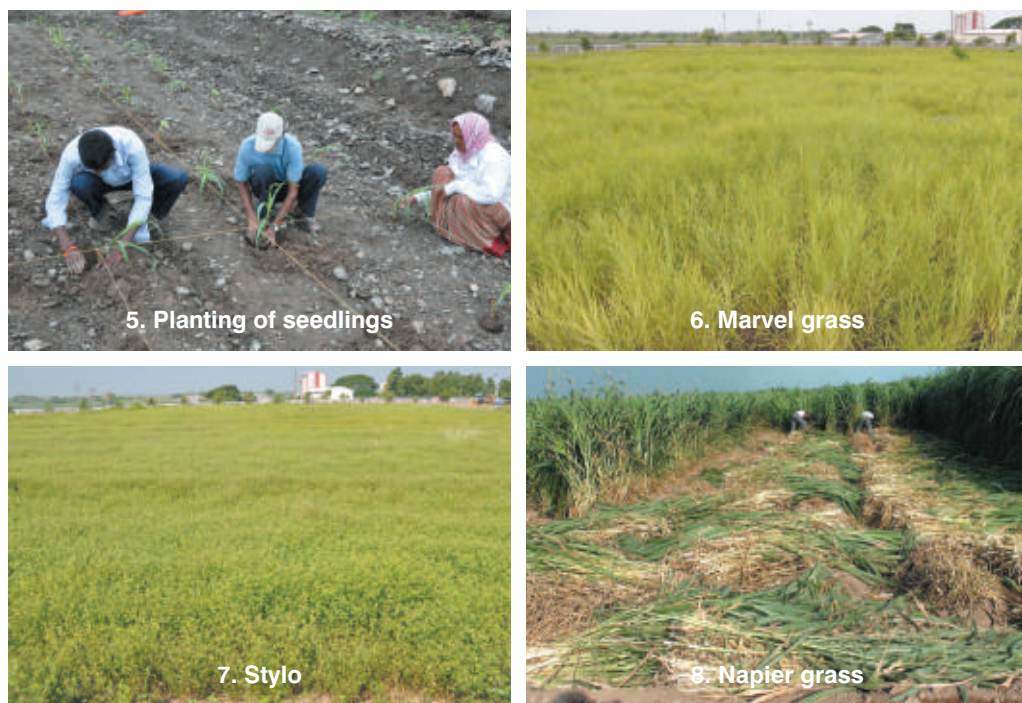 5. Planting of seedlings
6. Marvel grass
7. Stylo
8. Napier grass